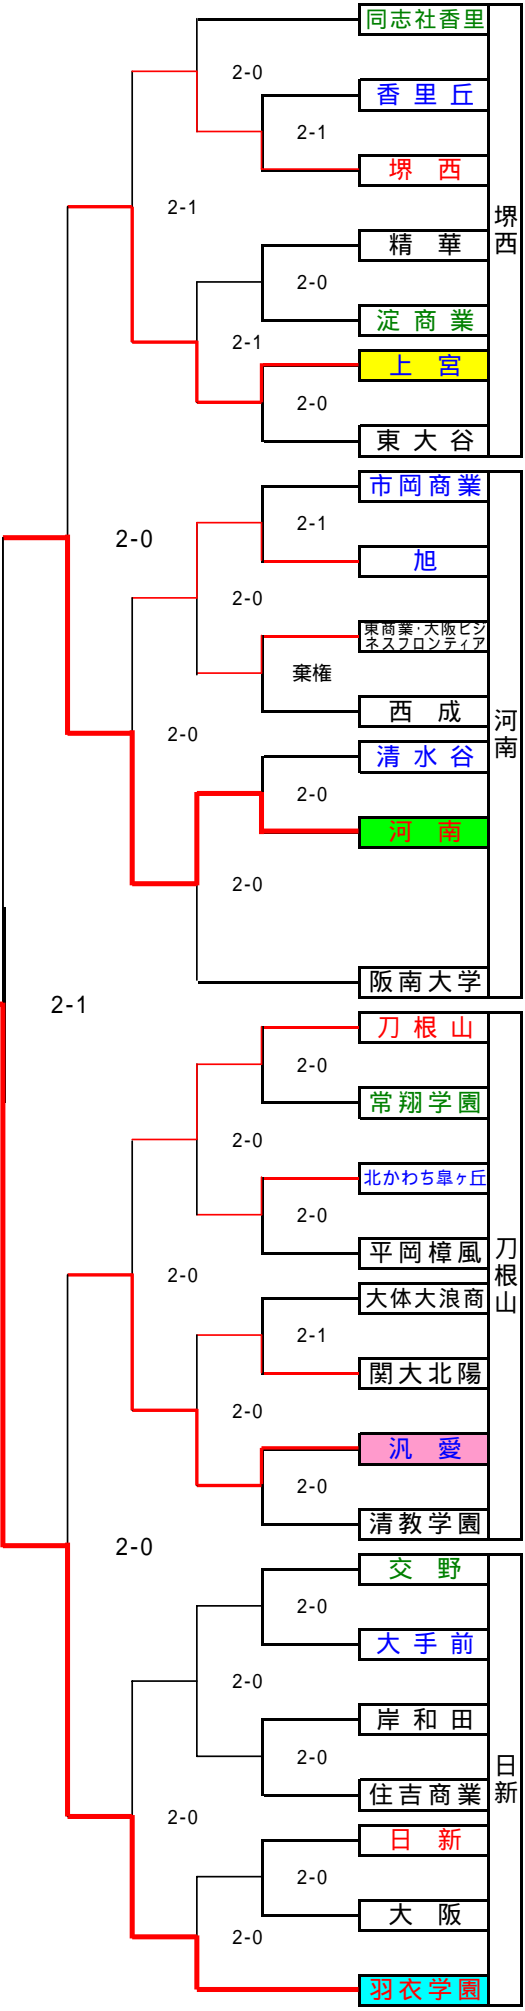 同志社香里
2-0
香里丘
2-1
堺西
2-1
堺西
精華
2-0
淀商業
2-1
上宮
2-0
東大谷
市岡商業
2-1
2-0
旭
2-0
東商業・大阪ビジ
ネスフロンティア
棄権
西成
河南
2-0
清水谷
2-0
河南
2-0
阪南大学
2-1
刀根山
2-0
常翔学園
2-0
北かわち皐ヶ丘
2-0
平岡樟風
刀根山
2-0
大体大浪商
2-1
関大北陽
2-0
汎愛
2-0
清教学園
2-0
交野
2-0
大手前
2-0
岸和田
2-0
住吉商業
日新
2-0
日新
2-0
大阪
2-0
羽衣学園